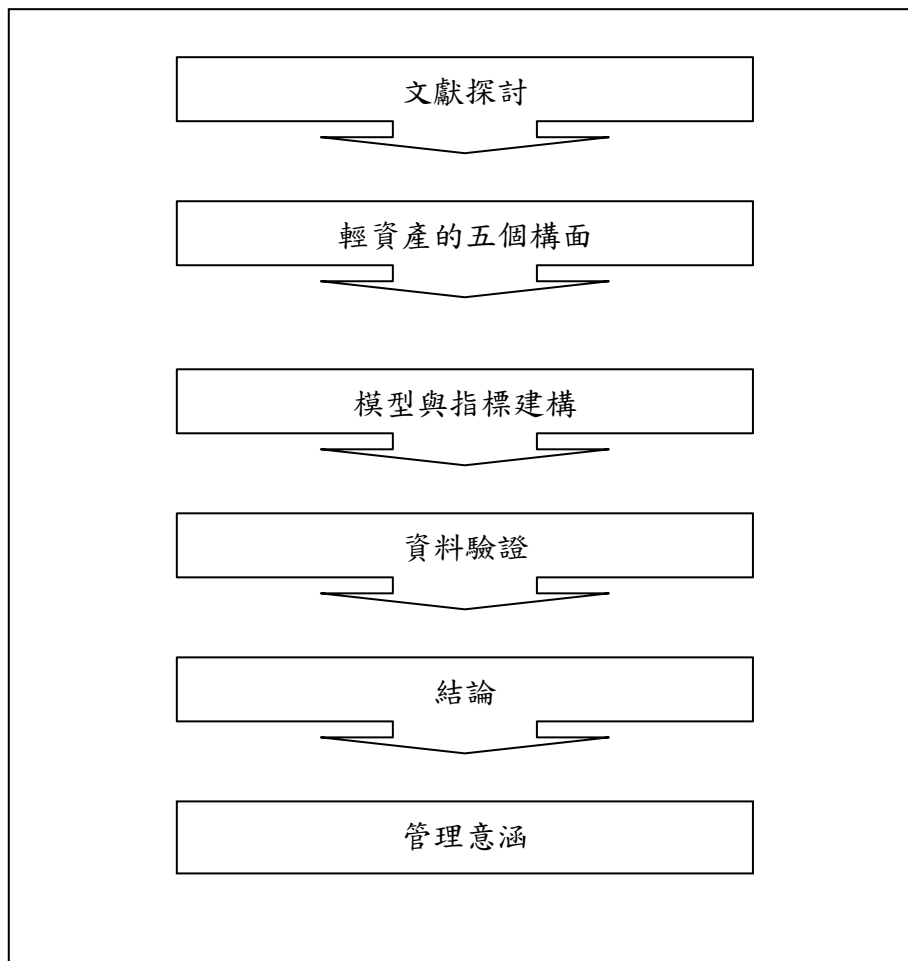 文獻探討
輕資產的五個構面
模型與指標建構
資料驗證
結論
管理意涵